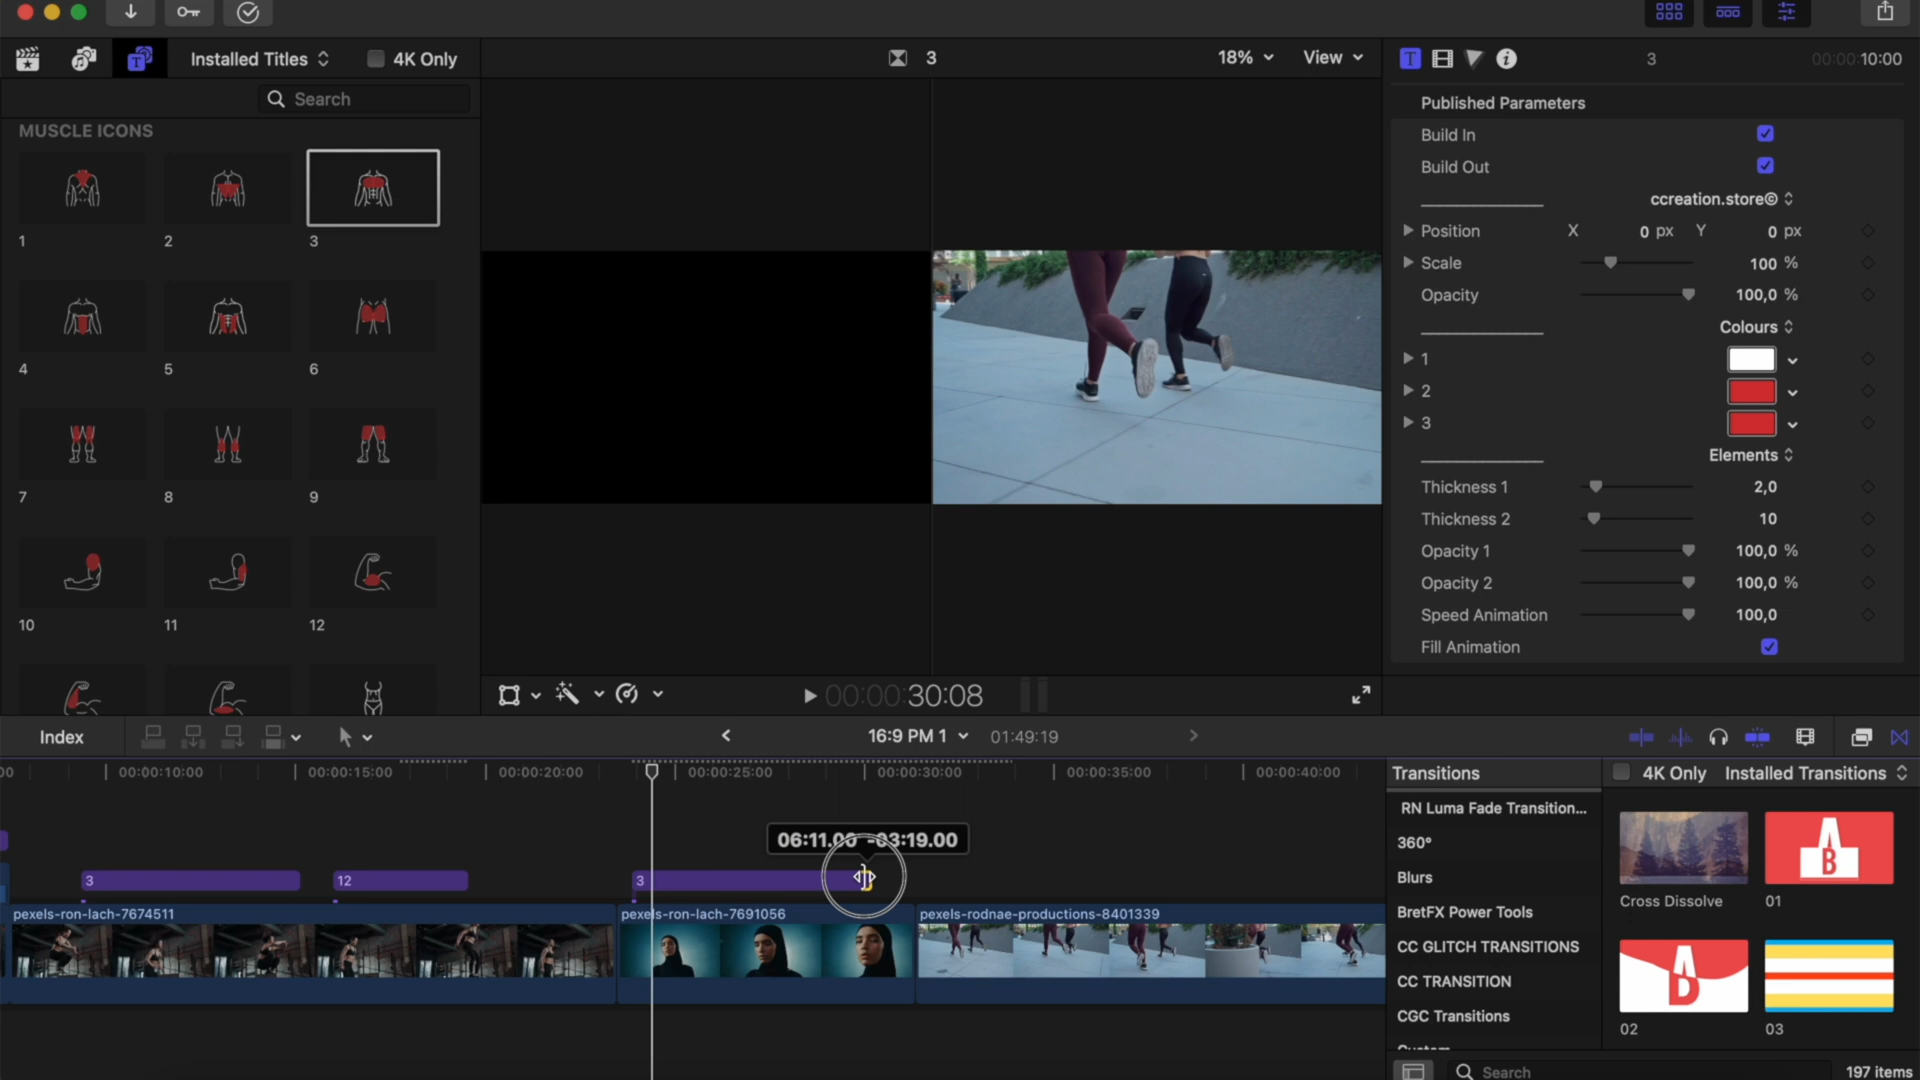 Installed Titles
4K Only
3
18%
View
3
00:00:10:00
Search
MUSCLE ICONS
1
2
3
4
5
6
7
8
9
10
11
12
Published Parameters
Build In
Build Out
ccreation.store©
Position X 0 px Y 0 px
Scale 100 %
Opacity 100,0 %
Colours
1
2
3
Elements
Thickness 1 2,0
Thickness 2 10
Opacity 1 100,0 %
Opacity 2 100,0 %
Speed Animation 100,0
Fill Animation
00:00:30:08
Index
16:9 PM 1
01:49:19
00 00:00:10:00 00:00:15:00 00:00:20:00 00:00:25:00 00:00:30:00 00:00:35:00 00:00:40:00
06:11.00 -03:19.00
3
12
3
pexels-ron-lach-7674511
pexels-ron-lach-7691056
pexels-rodnae-productions-8401339
Transitions
4K Only
Installed Transitions
RN Luma Fade Transition...
360°
Blurs
BretFX Power Tools
CC GLITCH TRANSITIONS
CC TRANSITION
CGC Transitions
Custom
A
B
Cross Dissolve
01
A
B
02
03
Search
197 items